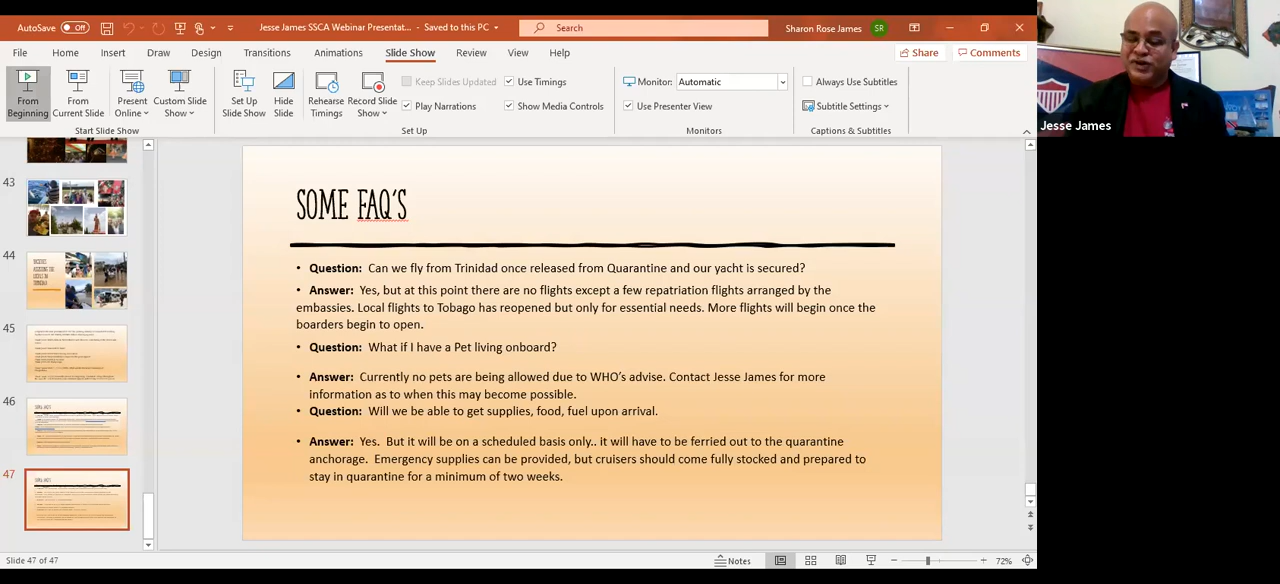 AutoSave Off Jesse James SSCA Webinar Presentat... - Saved to this PC Search Sharon Rose James SR
File Home Insert Draw Design Transitions Animations Slide Show Review View Help Share Comments
From Beginning
From Current Slide
Present Online
Custom Slide Show
Set Up Slide Show
Hide Slide
Rehearse Timings
Record Slide Show
Keep Slides Updated
Use Timings
Play Narrations
Show Media Controls
Monitor: Automatic
Use Presenter View
Always Use Subtitles
Subtitle Settings
Start Slide Show Set Up Monitors Captions & Subtitles
Jesse James
43
44
45
46
47
SOME FAQ'S
• Question: Can we fly from Trinidad once released from Quarantine and our yacht is secured?
• Answer: Yes, but at this point there are no flights except a few repatriation flights arranged by the
embassies. Local flights to Tobago has reopened but only for essential needs. More flights will begin once the
boarders begin to open.
• Question: What if I have a Pet living onboard?
• Answer: Currently no pets are being allowed due to WHO's advise. Contact Jesse James for more
information as to when this may become possible.
• Question: Will we be able to get supplies, food, fuel upon arrival.
• Answer: Yes. But it will be on a scheduled basis only.. it will have to be ferried out to the quarantine
anchorage. Emergency supplies can be provided, but cruisers should come fully stocked and prepared to
stay in quarantine for a minimum of two weeks.
Slide 47 of 47 Notes 72%